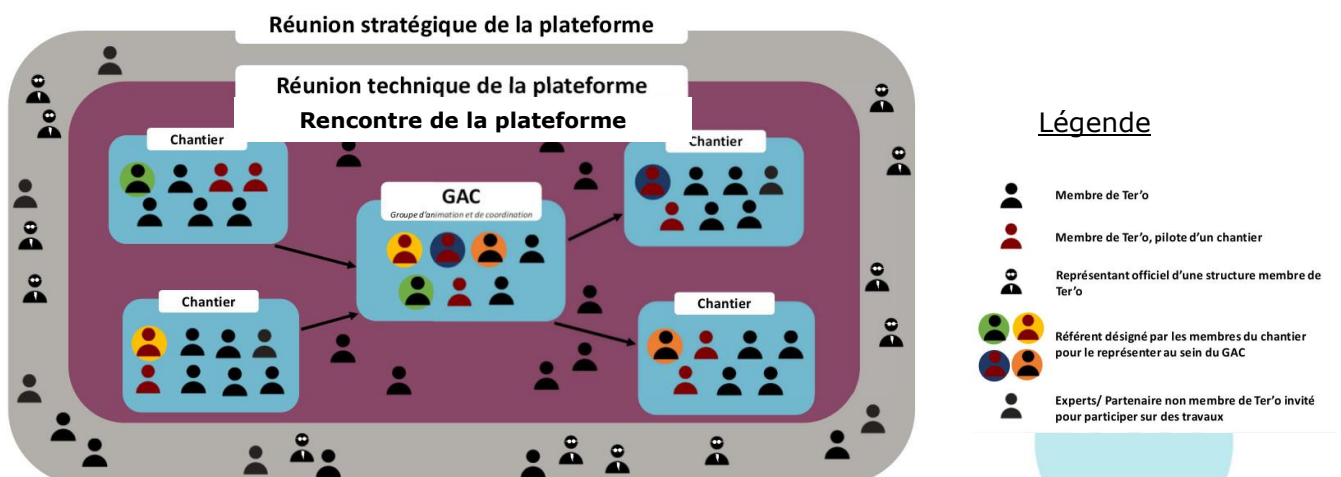 Réunion stratégique de la plateforme
Réunion technique de la plateforme
Rencontre de la plateforme
Chantier
Chantier
GAC
Groupe d'animation et de coordination
Chantier
Chantier
Légende
Membre de Ter'o
Membre de Ter'o, pilote d'un chantier
Représentant officiel d'une structure membre de
Ter'o
Référent désigné par les membres du chantier
pour le représenter au sein du GAC
Experts/ Partenaire non membre de Ter'o invité
pour participer sur des travaux